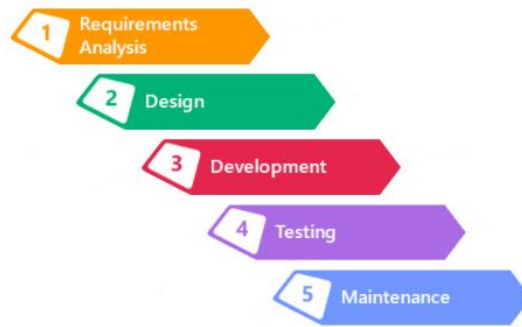 1 Requirements
Analysis
2 Design
3 Development
4 Testing
5 Maintenance